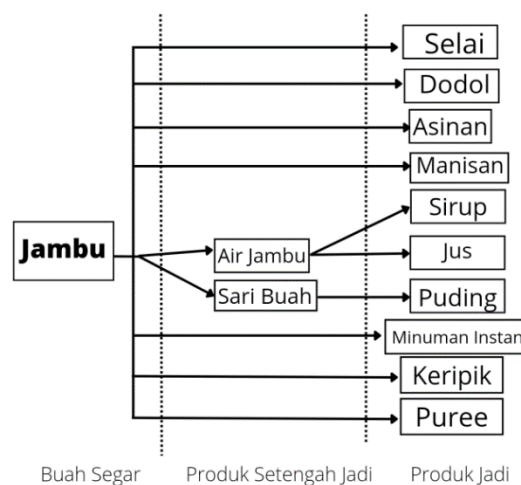 Selai
Dodol
Asinan
Manisan
Sirup
Jambu
Air Jambu
Jus
Sari Buah
Puding
Minuman Instan
Keripik
Puree
Buah Segar
Produk Setengah Jadi
Produk Jadi